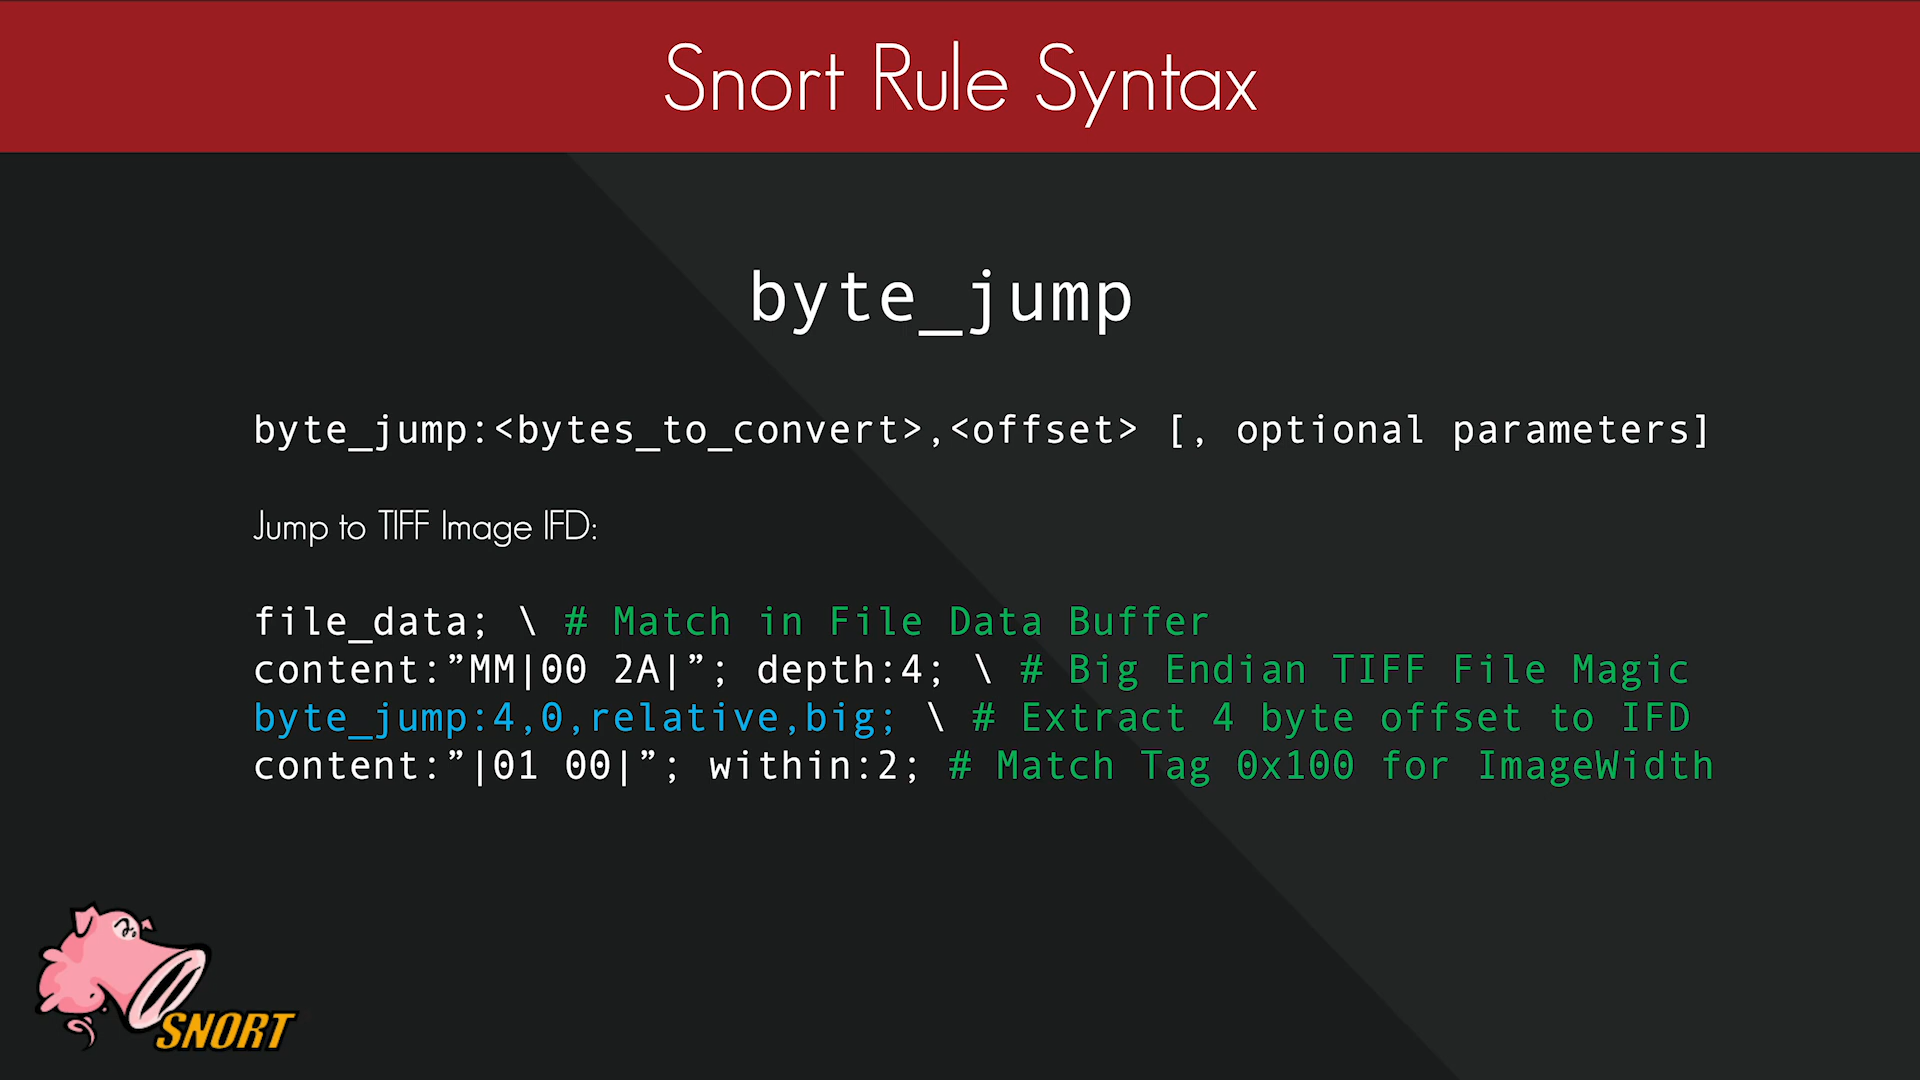 Snort Rule Syntax
byte_jump
byte_jump:<bytes_to_convert>,<offset> [, optional parameters]
Jump to TIFF Image IFD:
file_data; \ # Match in File Data Buffer
content:”MM|00 2A|”; depth:4; \ # Big Endian TIFF File Magic
byte_jump:4,0,relative,big; \ # Extract 4 byte offset to IFD
content:”|01 00|”; within:2; # Match Tag 0x100 for ImageWidth
SNORT